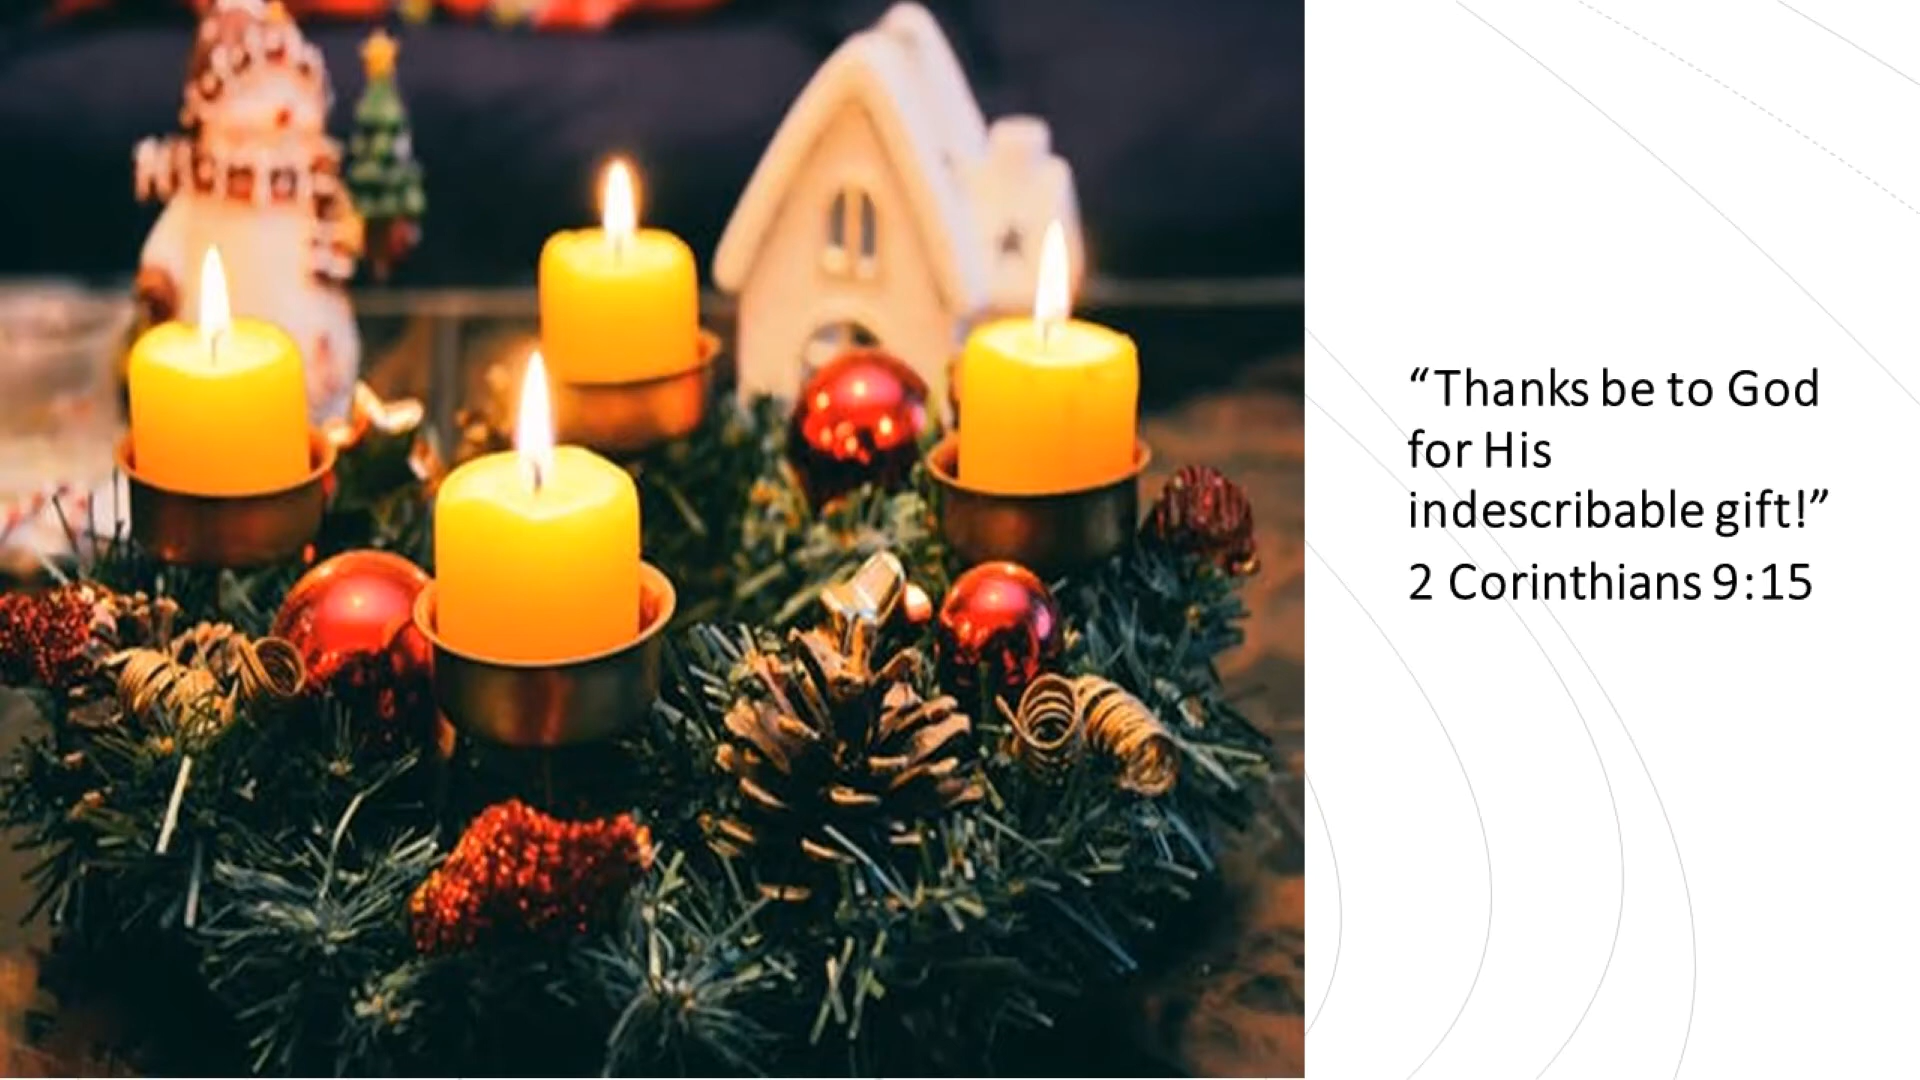 “Thanks be to God
for His
indescribable gift!”
2 Corinthians 9:15